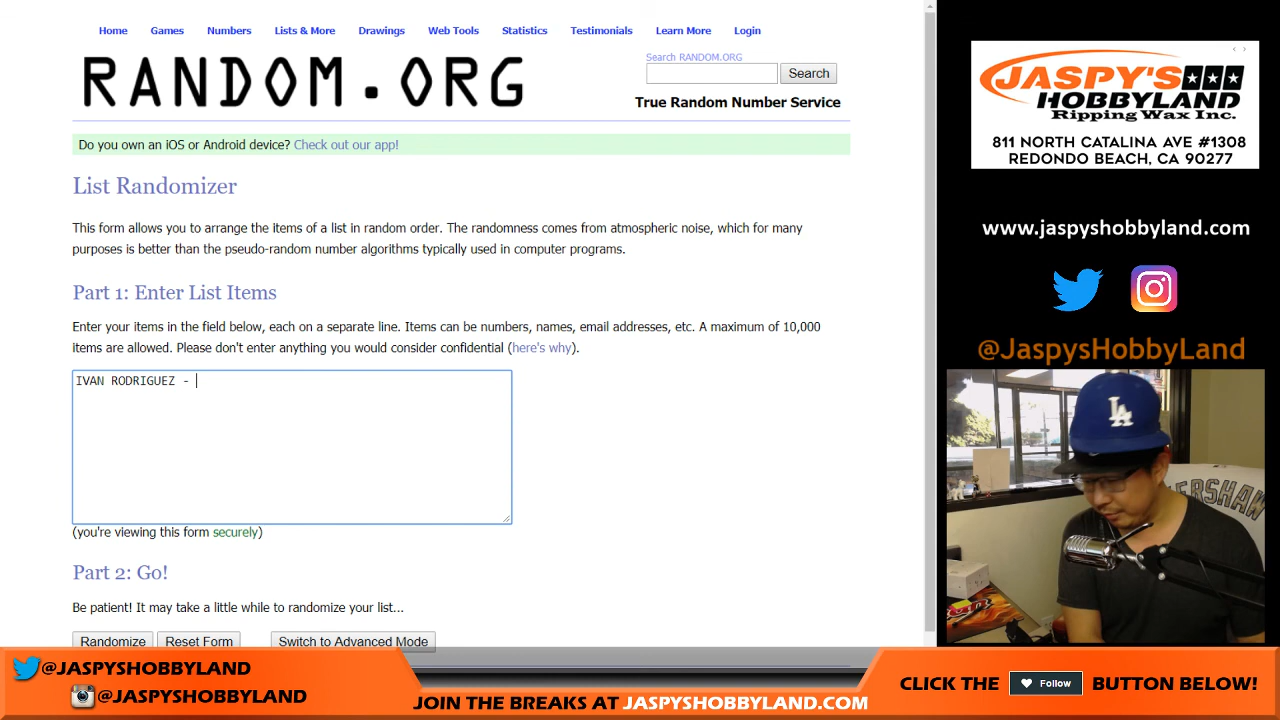 Home Games Numbers Lists & More Drawings Web Tools Statistics Testimonials Learn More Login
RANDOM.ORG
Search RANDOM.ORG
Search
True Random Number Service
Do you own an iOS or Android device? Check out our app!
List Randomizer
This form allows you to arrange the items of a list in random order. The randomness comes from atmospheric noise, which for many
purposes is better than the pseudo-random number algorithms typically used in computer programs.
Part 1: Enter List Items
Enter your items in the field below, each on a separate line. Items can be numbers, names, email addresses, etc. A maximum of 10,000
items are allowed. Please don't enter anything you would consider confidential (here's why).
IVAN RODRIGUEZ -
(you're viewing this form securely)
Part 2: Go!
Be patient! It may take a little while to randomize your list...
Randomize Reset Form Switch to Advanced Mode
JASPY'S
HOBBYLAND
Ripping Wax Inc.
811 NORTH CATALINA AVE #1308
REDONDO BEACH, CA 90277
www.jaspyshobbyland.com
@JaspysHobbyLand
LA
ERSHAW
@JASPYSHOBBYLAND
@JASPYSHOBBYLAND
JOIN THE BREAKS AT JASPYSHOBBYLAND.COM
CLICK THE Follow BUTTON BELOW!